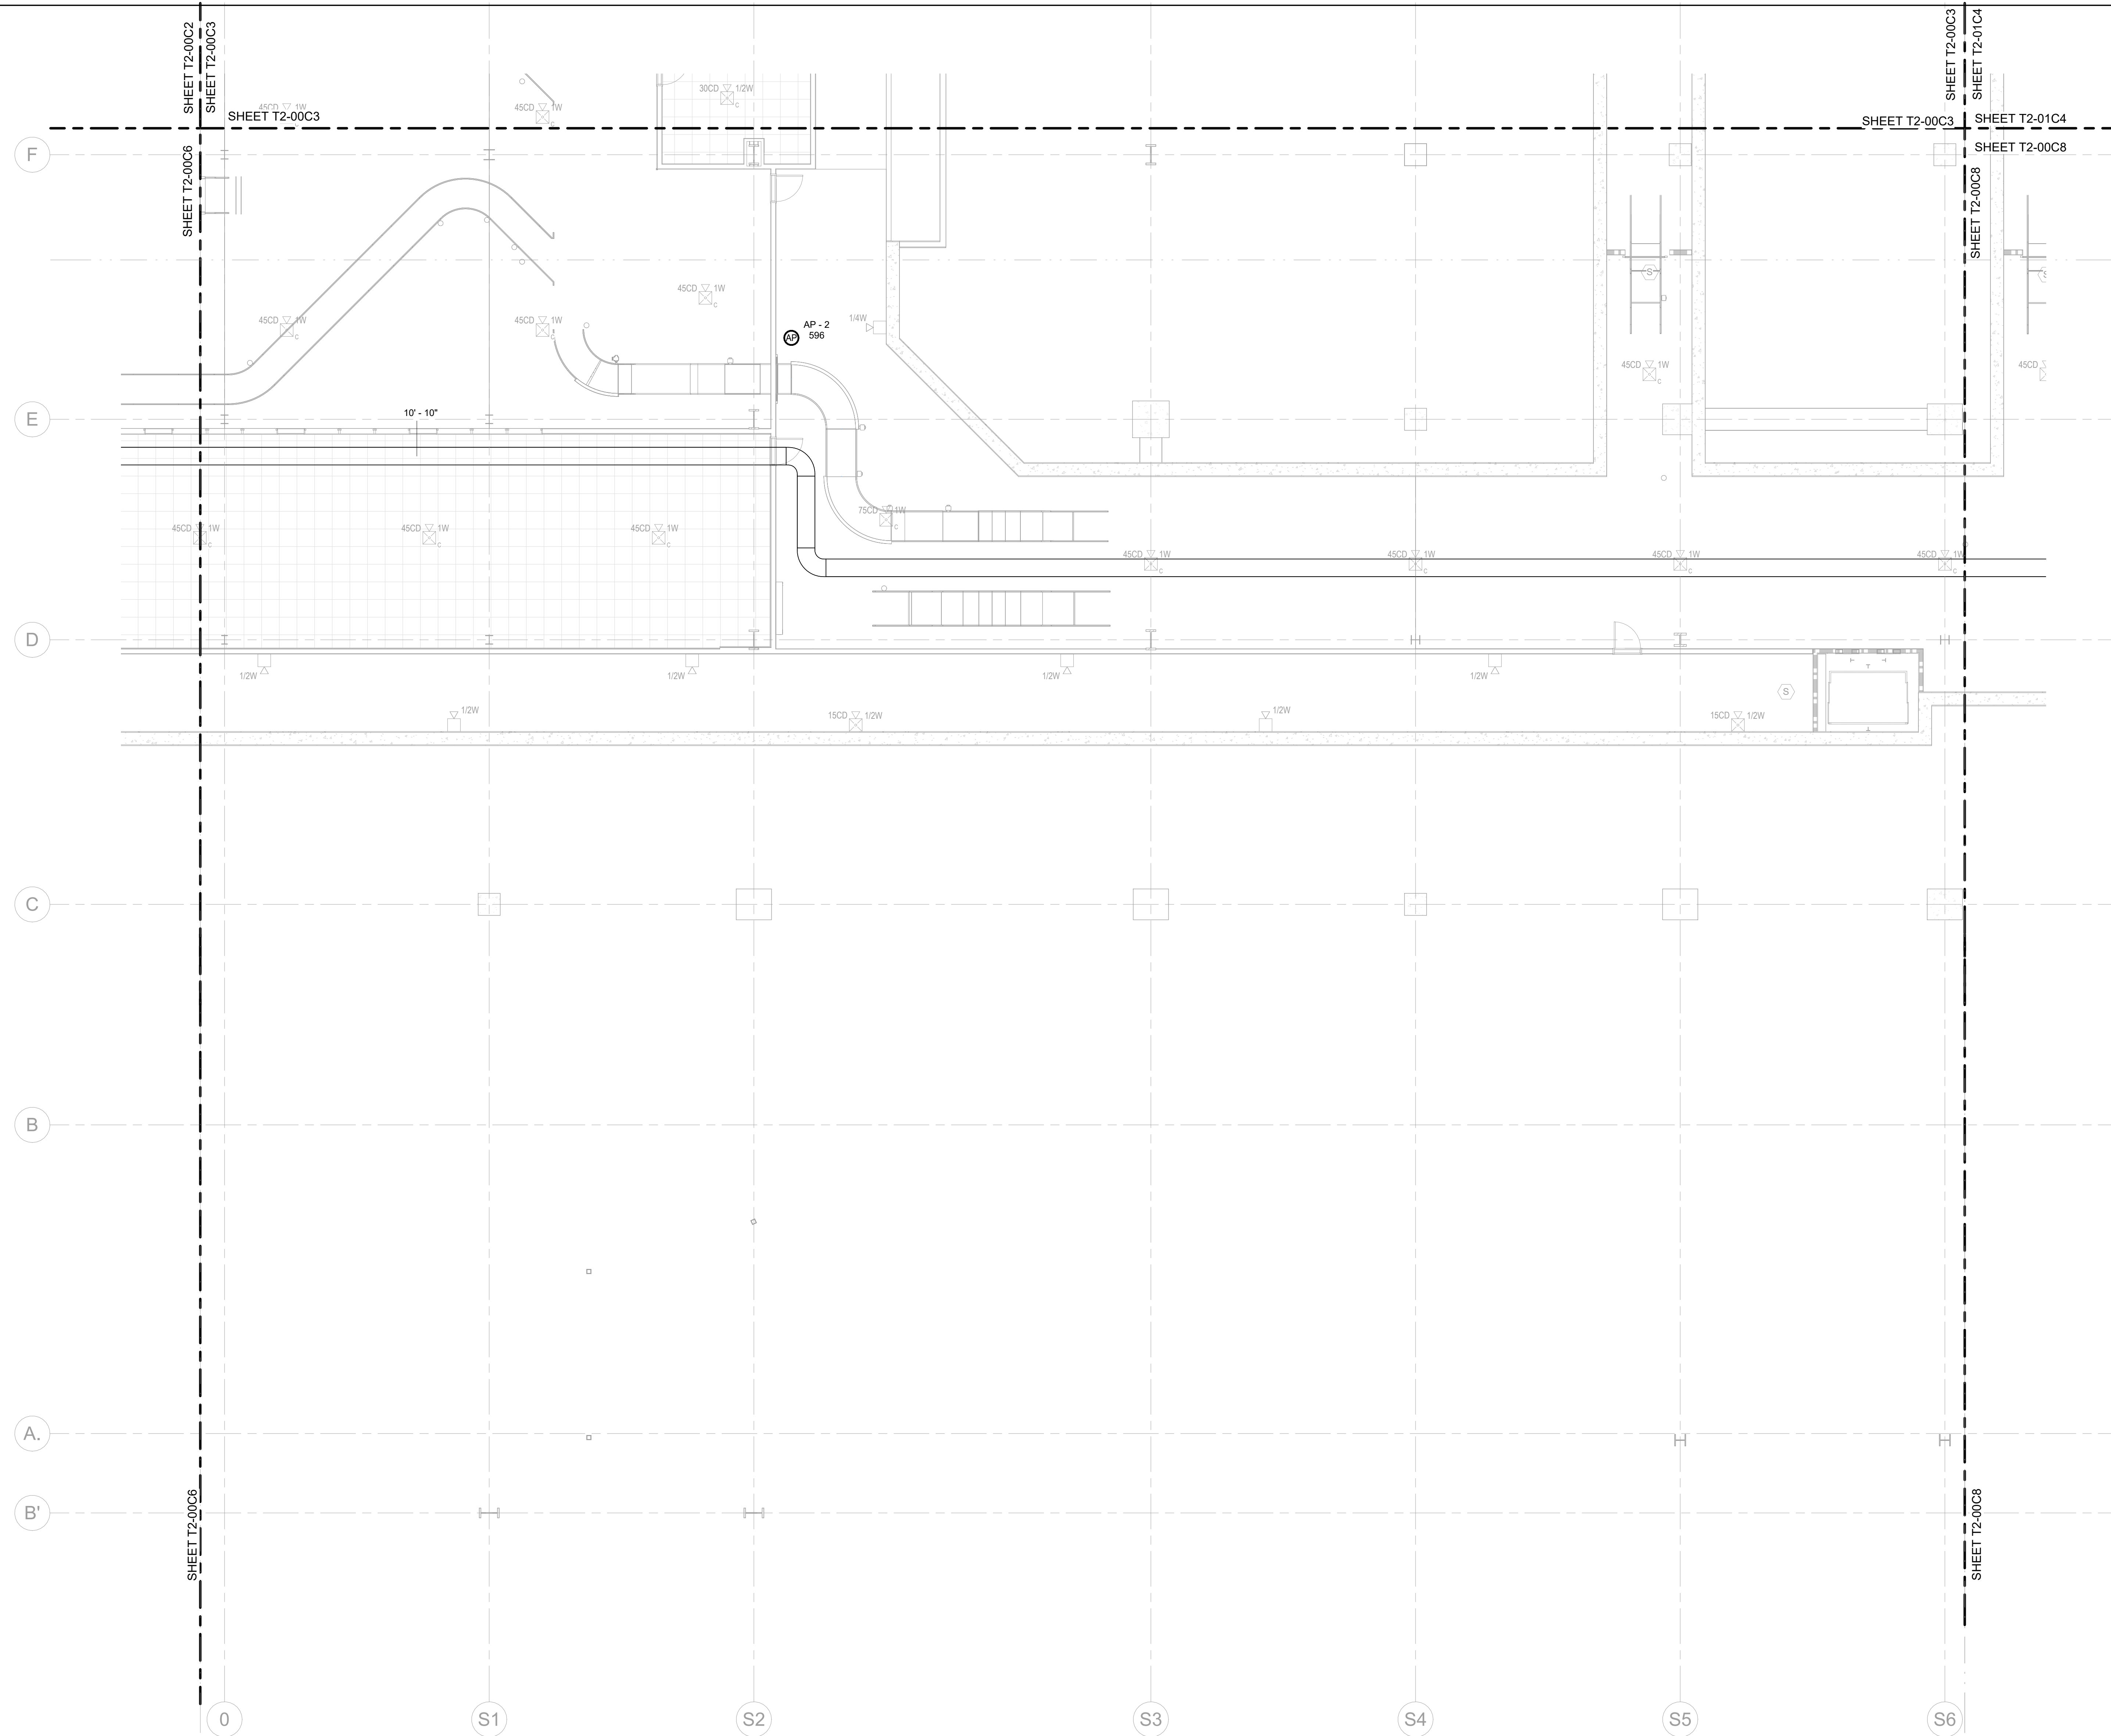 SHEET T2-00C2
SHEET T2-00C3
SHEET T2-00C3
SHEET T2-01C4
45CD 1W
SHEET T2-00C3
45CD 1W
C
30CD 1/2W
C
SHEET T2-00C3
SHEET T2-01C4
F
SHEET T2-00C6
SHEET T2-00C8
SHEET T2-00C8
45CD 1W
C
S
S
45CD 1W
C
45CD 1W
C
AP
AP - 2
596
1/4W
45CD 1W
C
45CD
E
10' - 10"
45CD 1W
C
45CD 1W
C
45CD 1W
C
75CD 1W
C
45CD 1W
C
45CD 1W
C
45CD 1W
C
45CD 1W
C
D
1/2W
1/2W
1/2W
1/2W
S
1/2W
15CD 1/2W
1/2W
15CD 1/2W
C
B
A.
B'
SHEET T2-00C6
SHEET T2-00C8
0
S1
S2
S3
S4
S5
S6